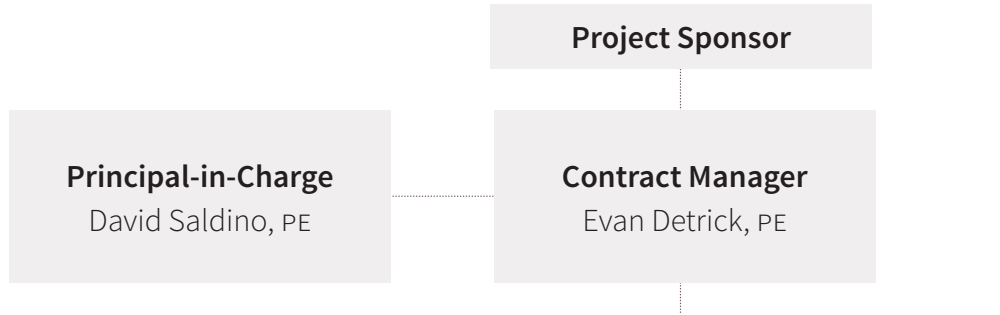 Project Sponsor
Principal-in-Charge
David Saldino, PE
Contract Manager
Evan Detrick, PE